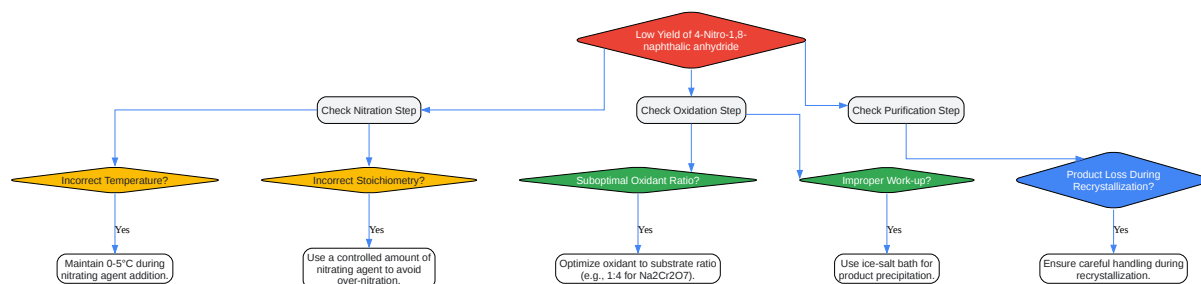 Low Yield of 4-Nitro-1,8-
naphthalic anhydride
Check Nitration Step
Check Oxidation Step
Check Purification Step
Incorrect Temperature?
Incorrect Stoichiometry?
Suboptimal Oxidant Ratio?
Improper Work-up?
Product Loss During
Recrystallization?
Yes
Yes
Yes
Yes
Yes
Maintain 0-5°C during
nitrating agent addition.
Use a controlled amount of
nitrating agent to avoid
over-nitration.
Optimize oxidant to substrate ratio
(e.g., 1:4 for Na2Cr2O7).
Use ice-salt bath for
product precipitation.
Ensure careful handling during
recrystallization.